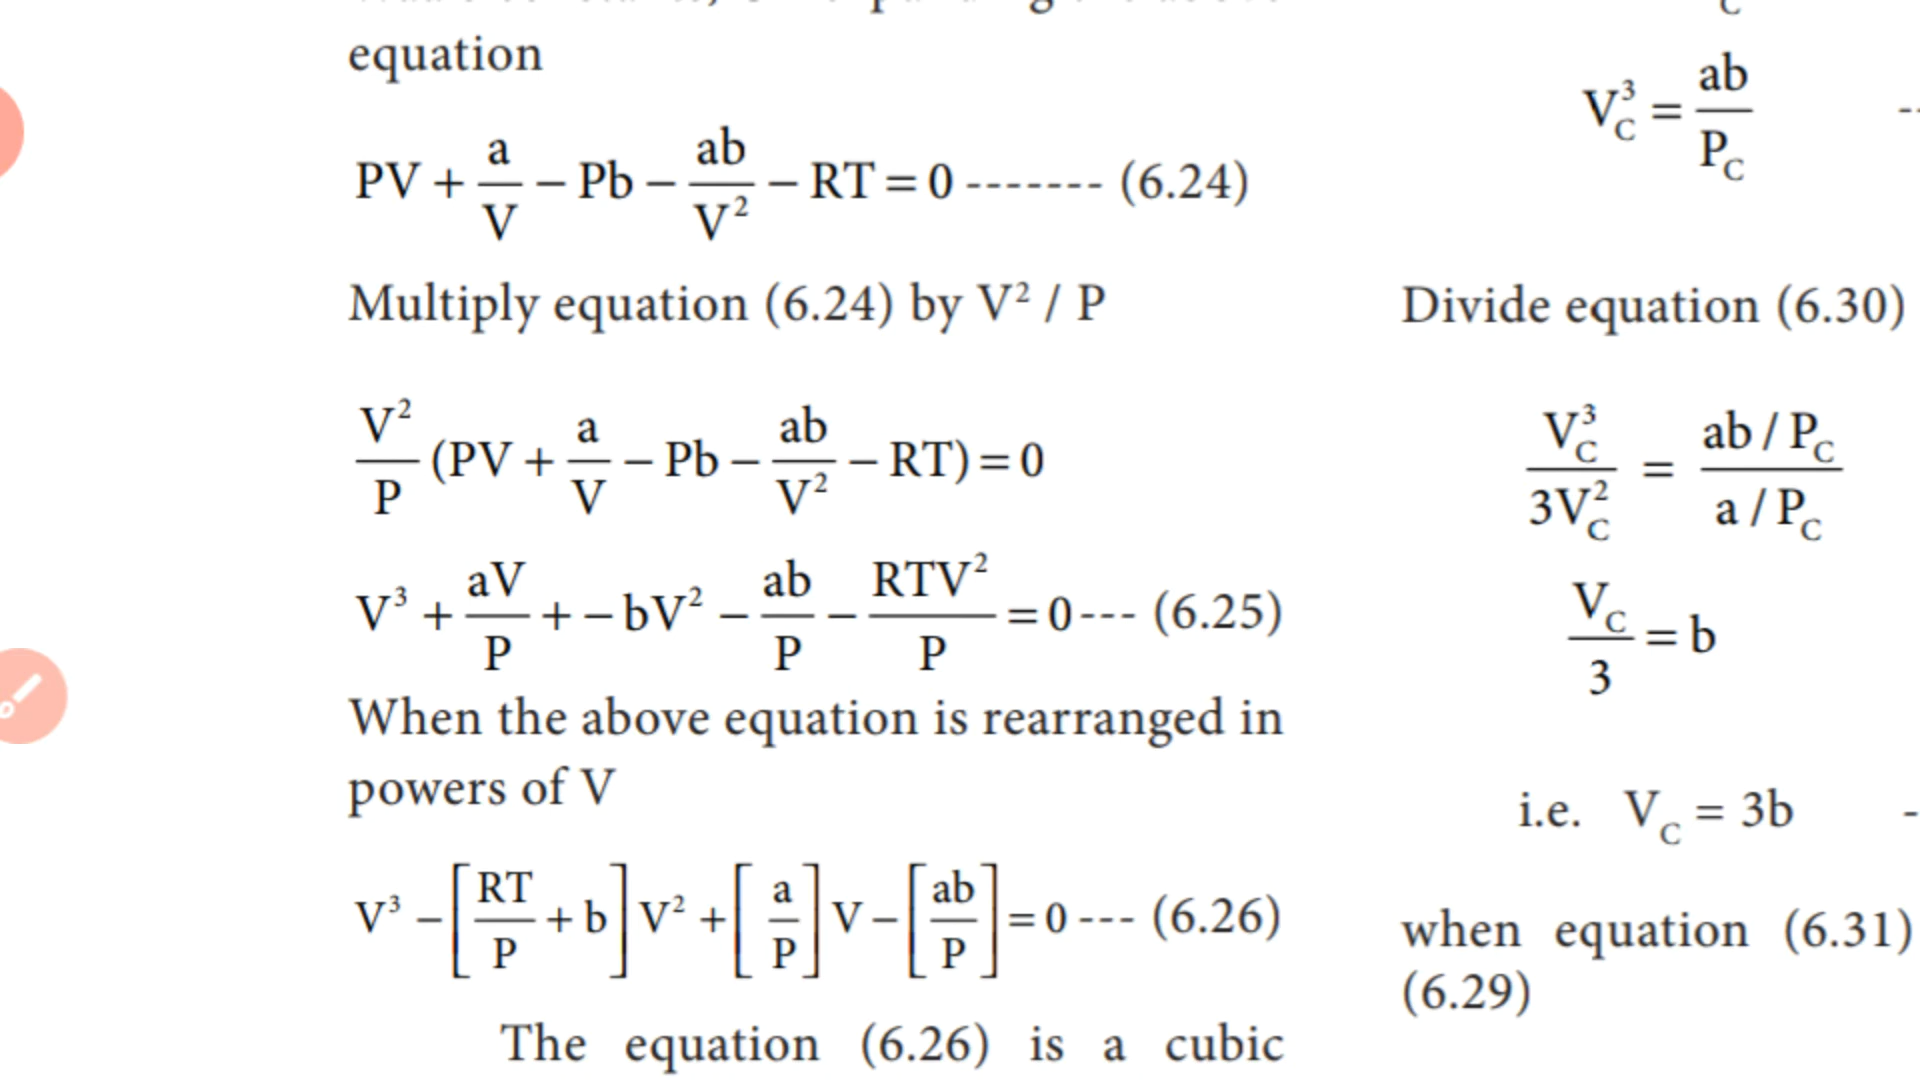 equation
PV + a/V − Pb − ab/V² − RT = 0 ------- (6.24)
Multiply equation (6.24) by V² / P
V²/P (PV + a/V − Pb − ab/V² − RT) = 0
V³ + aV/P + − bV² − ab/P − RTV²/P = 0 --- (6.25)
When the above equation is rearranged in
powers of V
V³ − [RT/P + b] V² + [a/P] V − [ab/P] = 0 --- (6.26)
The equation (6.26) is a cubic
V_C³ = ab/P_C --
Divide equation (6.30)
V_C³/3V_C² = ab / P_C / a / P_C
V_C/3 = b
i.e. V_C = 3b -
when equation (6.31)
(6.29)